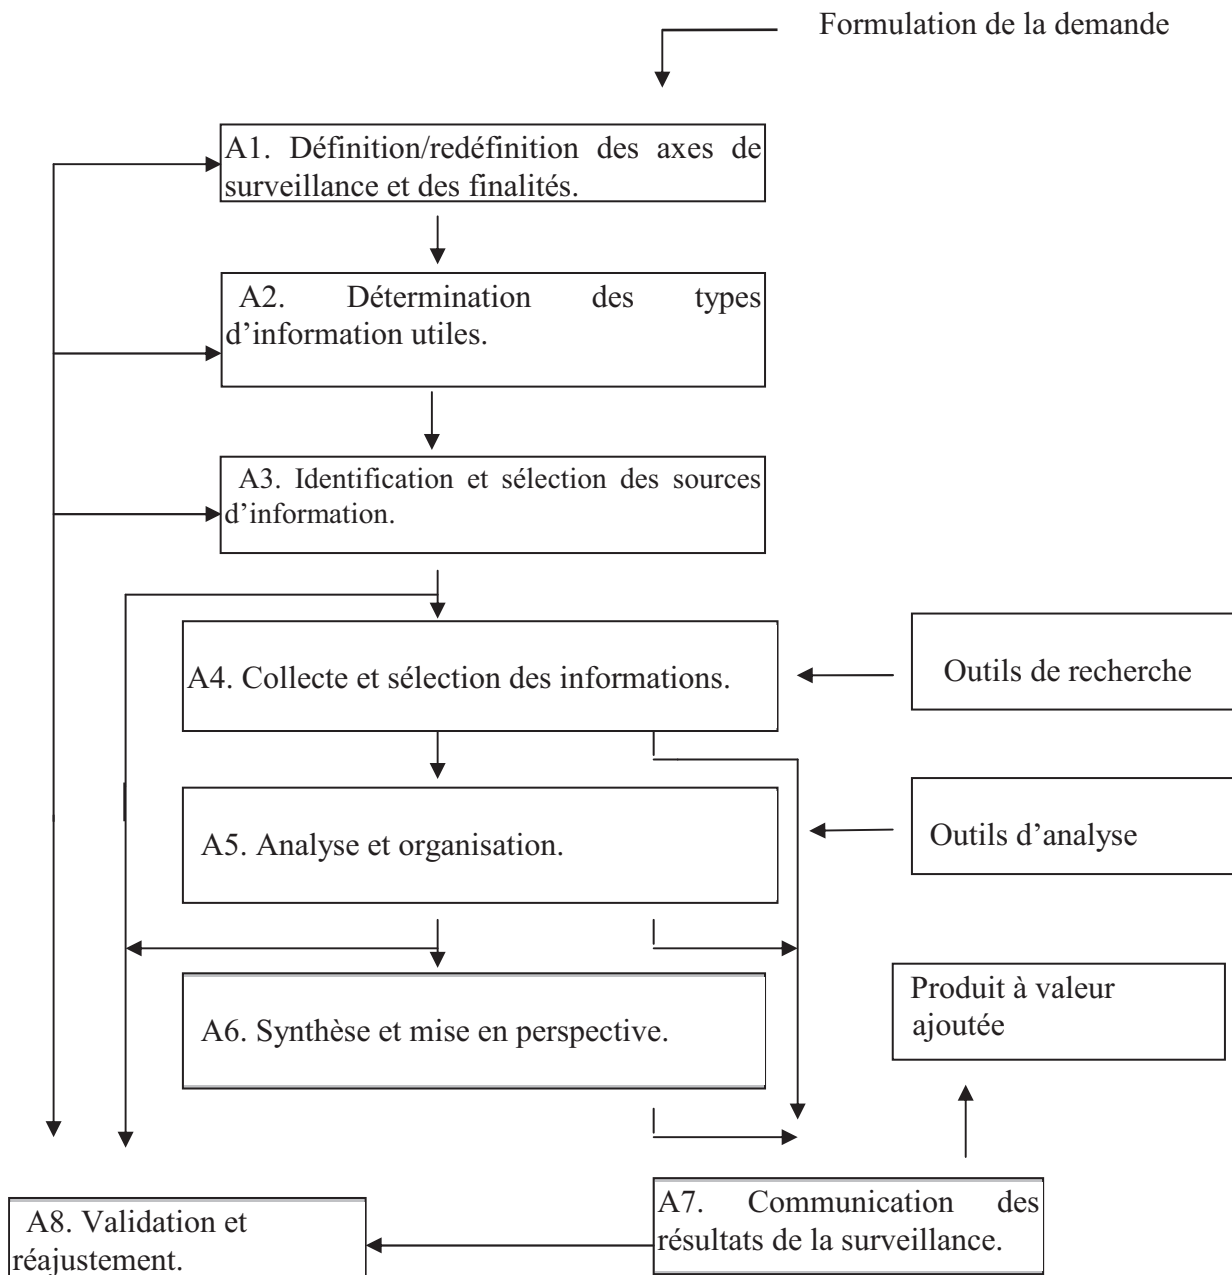 Formulation de la demande
A1. Définition/redéfinition des axes de
surveillance et des finalités.
A2. Détermination des types
d’information utiles.
A3. Identification et sélection des sources
d’information.
A4. Collecte et sélection des informations.
Outils de recherche
A5. Analyse et organisation.
Outils d’analyse
A6. Synthèse et mise en perspective.
Produit à valeur
ajoutée
A7. Communication des
résultats de la surveillance.
A8. Validation et
réajustement.